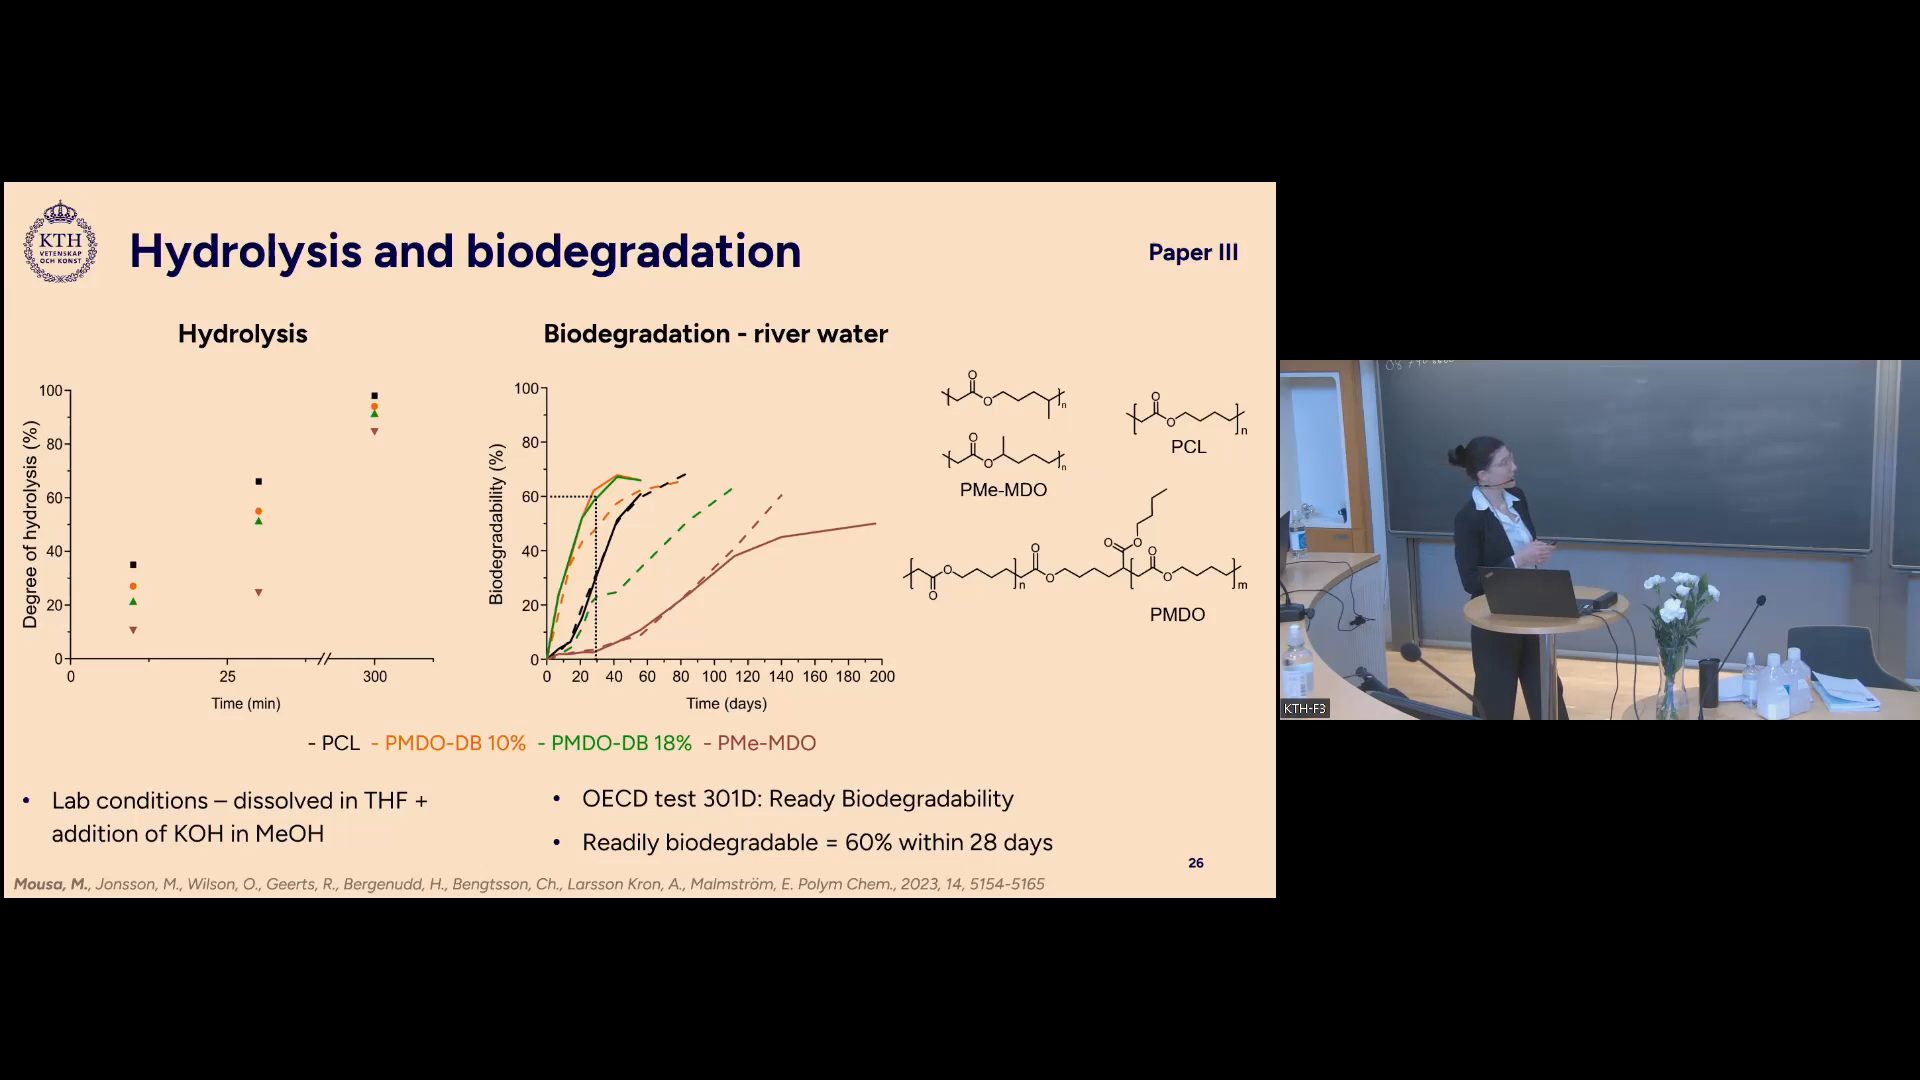 KTH
VETENSKAP
OCH KONST
Hydrolysis and biodegradation
Paper III
Hydrolysis
Biodegradation - river water
Degree of hydrolysis (%)
100
80
60
40
20
0
0 25 300
Time (min)
Biodegradability (%)
100
80
60
40
20
0
0 20 40 60 80 100 120 140 160 180 200
Time (days)
O
O
n
O
O
n
PMe-MDO
O
O
n
PCL
O
O
n
O
O
O
O
O
O
m
PMDO
- PCL - PMDO-DB 10% - PMDO-DB 18% - PMe-MDO
• Lab conditions – dissolved in THF +
addition of KOH in MeOH
• OECD test 301D: Ready Biodegradability
• Readily biodegradable = 60% within 28 days
26
Mousa, M., Jonsson, M., Wilson, O., Geerts, R., Bergenudd, H., Bengtsson, Ch., Larsson Kron, A., Malmström, E. Polym Chem., 2023, 14, 5154-5165
KTH-F3